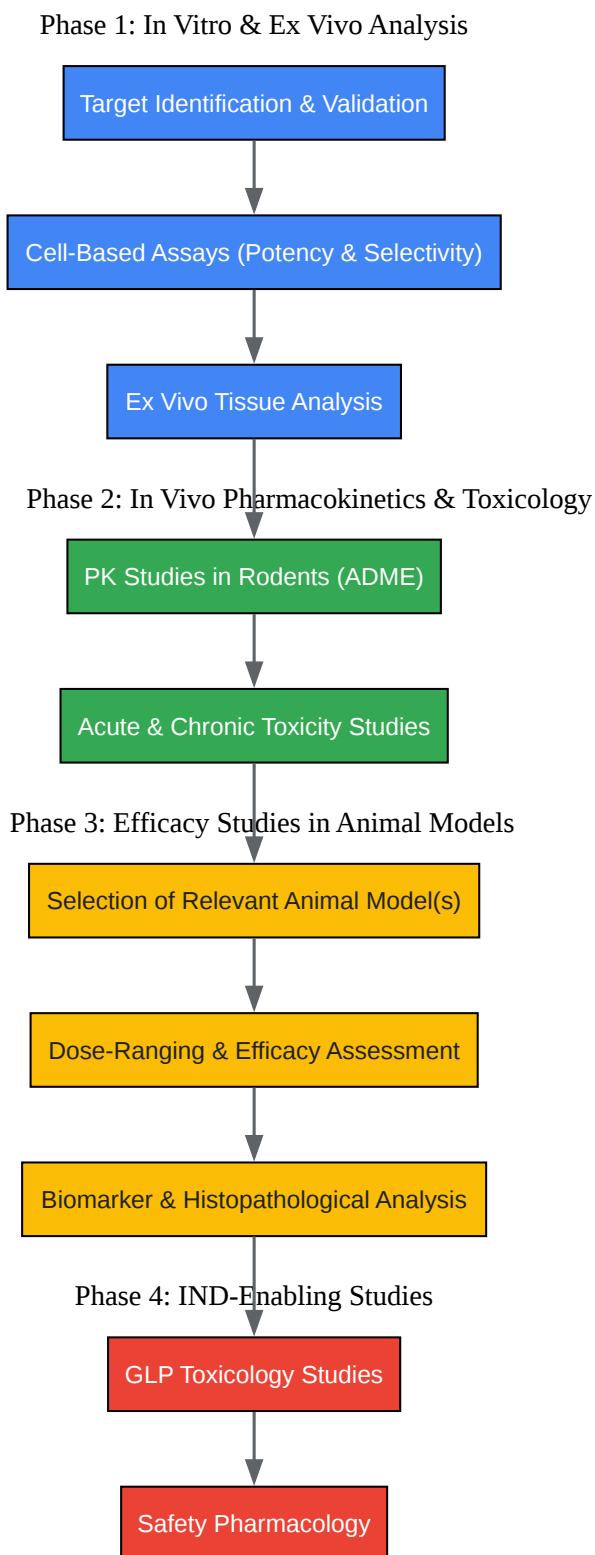 Phase 1: In Vitro & Ex Vivo Analysis
Target Identification & Validation
Cell-Based Assays (Potency & Selectivity)
Ex Vivo Tissue Analysis
Phase 2: In Vivo Pharmacokinetics & Toxicology
PK Studies in Rodents (ADME)
Acute & Chronic Toxicity Studies
Phase 3: Efficacy Studies in Animal Models
Selection of Relevant Animal Model(s)
Dose-Ranging & Efficacy Assessment
Biomarker & Histopathological Analysis
Phase 4: IND-Enabling Studies
GLP Toxicology Studies
Safety Pharmacology